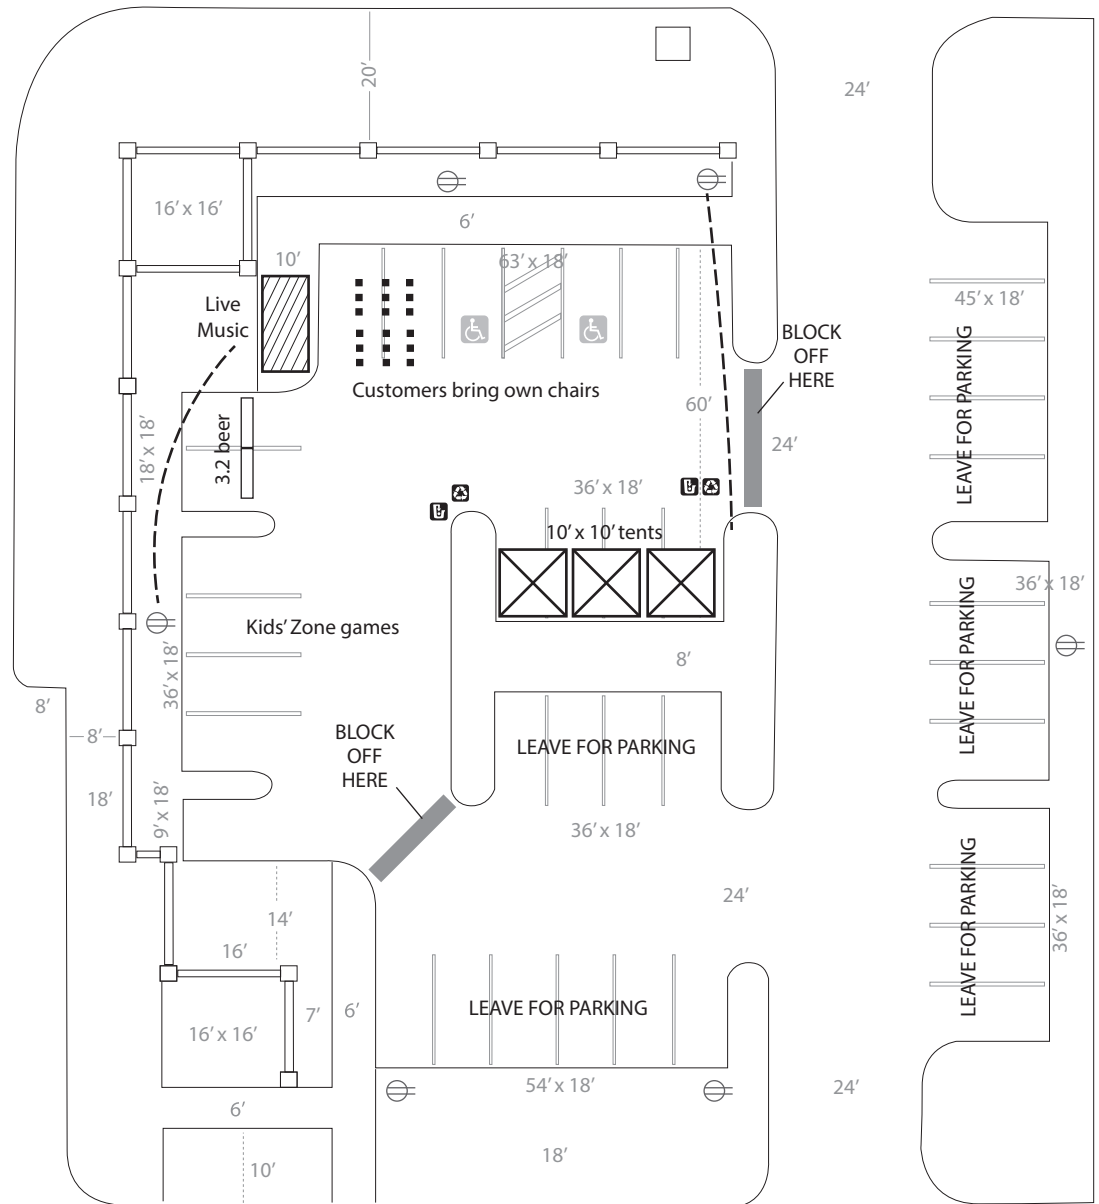 20’
24’
16’ x 16’
6’
10’
63’ x 18’
45’ x 18’
Live
Music
BLOCK
OFF
HERE
LEAVE FOR PARKING
Customers bring own chairs
60’
24’
18’ x 18’
3.2 beer
36’ x 18’
10’ x 10’ tents
36’ x 18’
LEAVE FOR PARKING
Kids’ Zone games
36’ x 18’
8’
8’
8’
BLOCK
OFF
HERE
LEAVE FOR PARKING
18’
9’ x 18’
36’ x 18’
LEAVE FOR PARKING
36’ x 18’
24’
14’
16’
7’
6’
16’ x 16’
LEAVE FOR PARKING
54’ x 18’
24’
6’
18’
10’